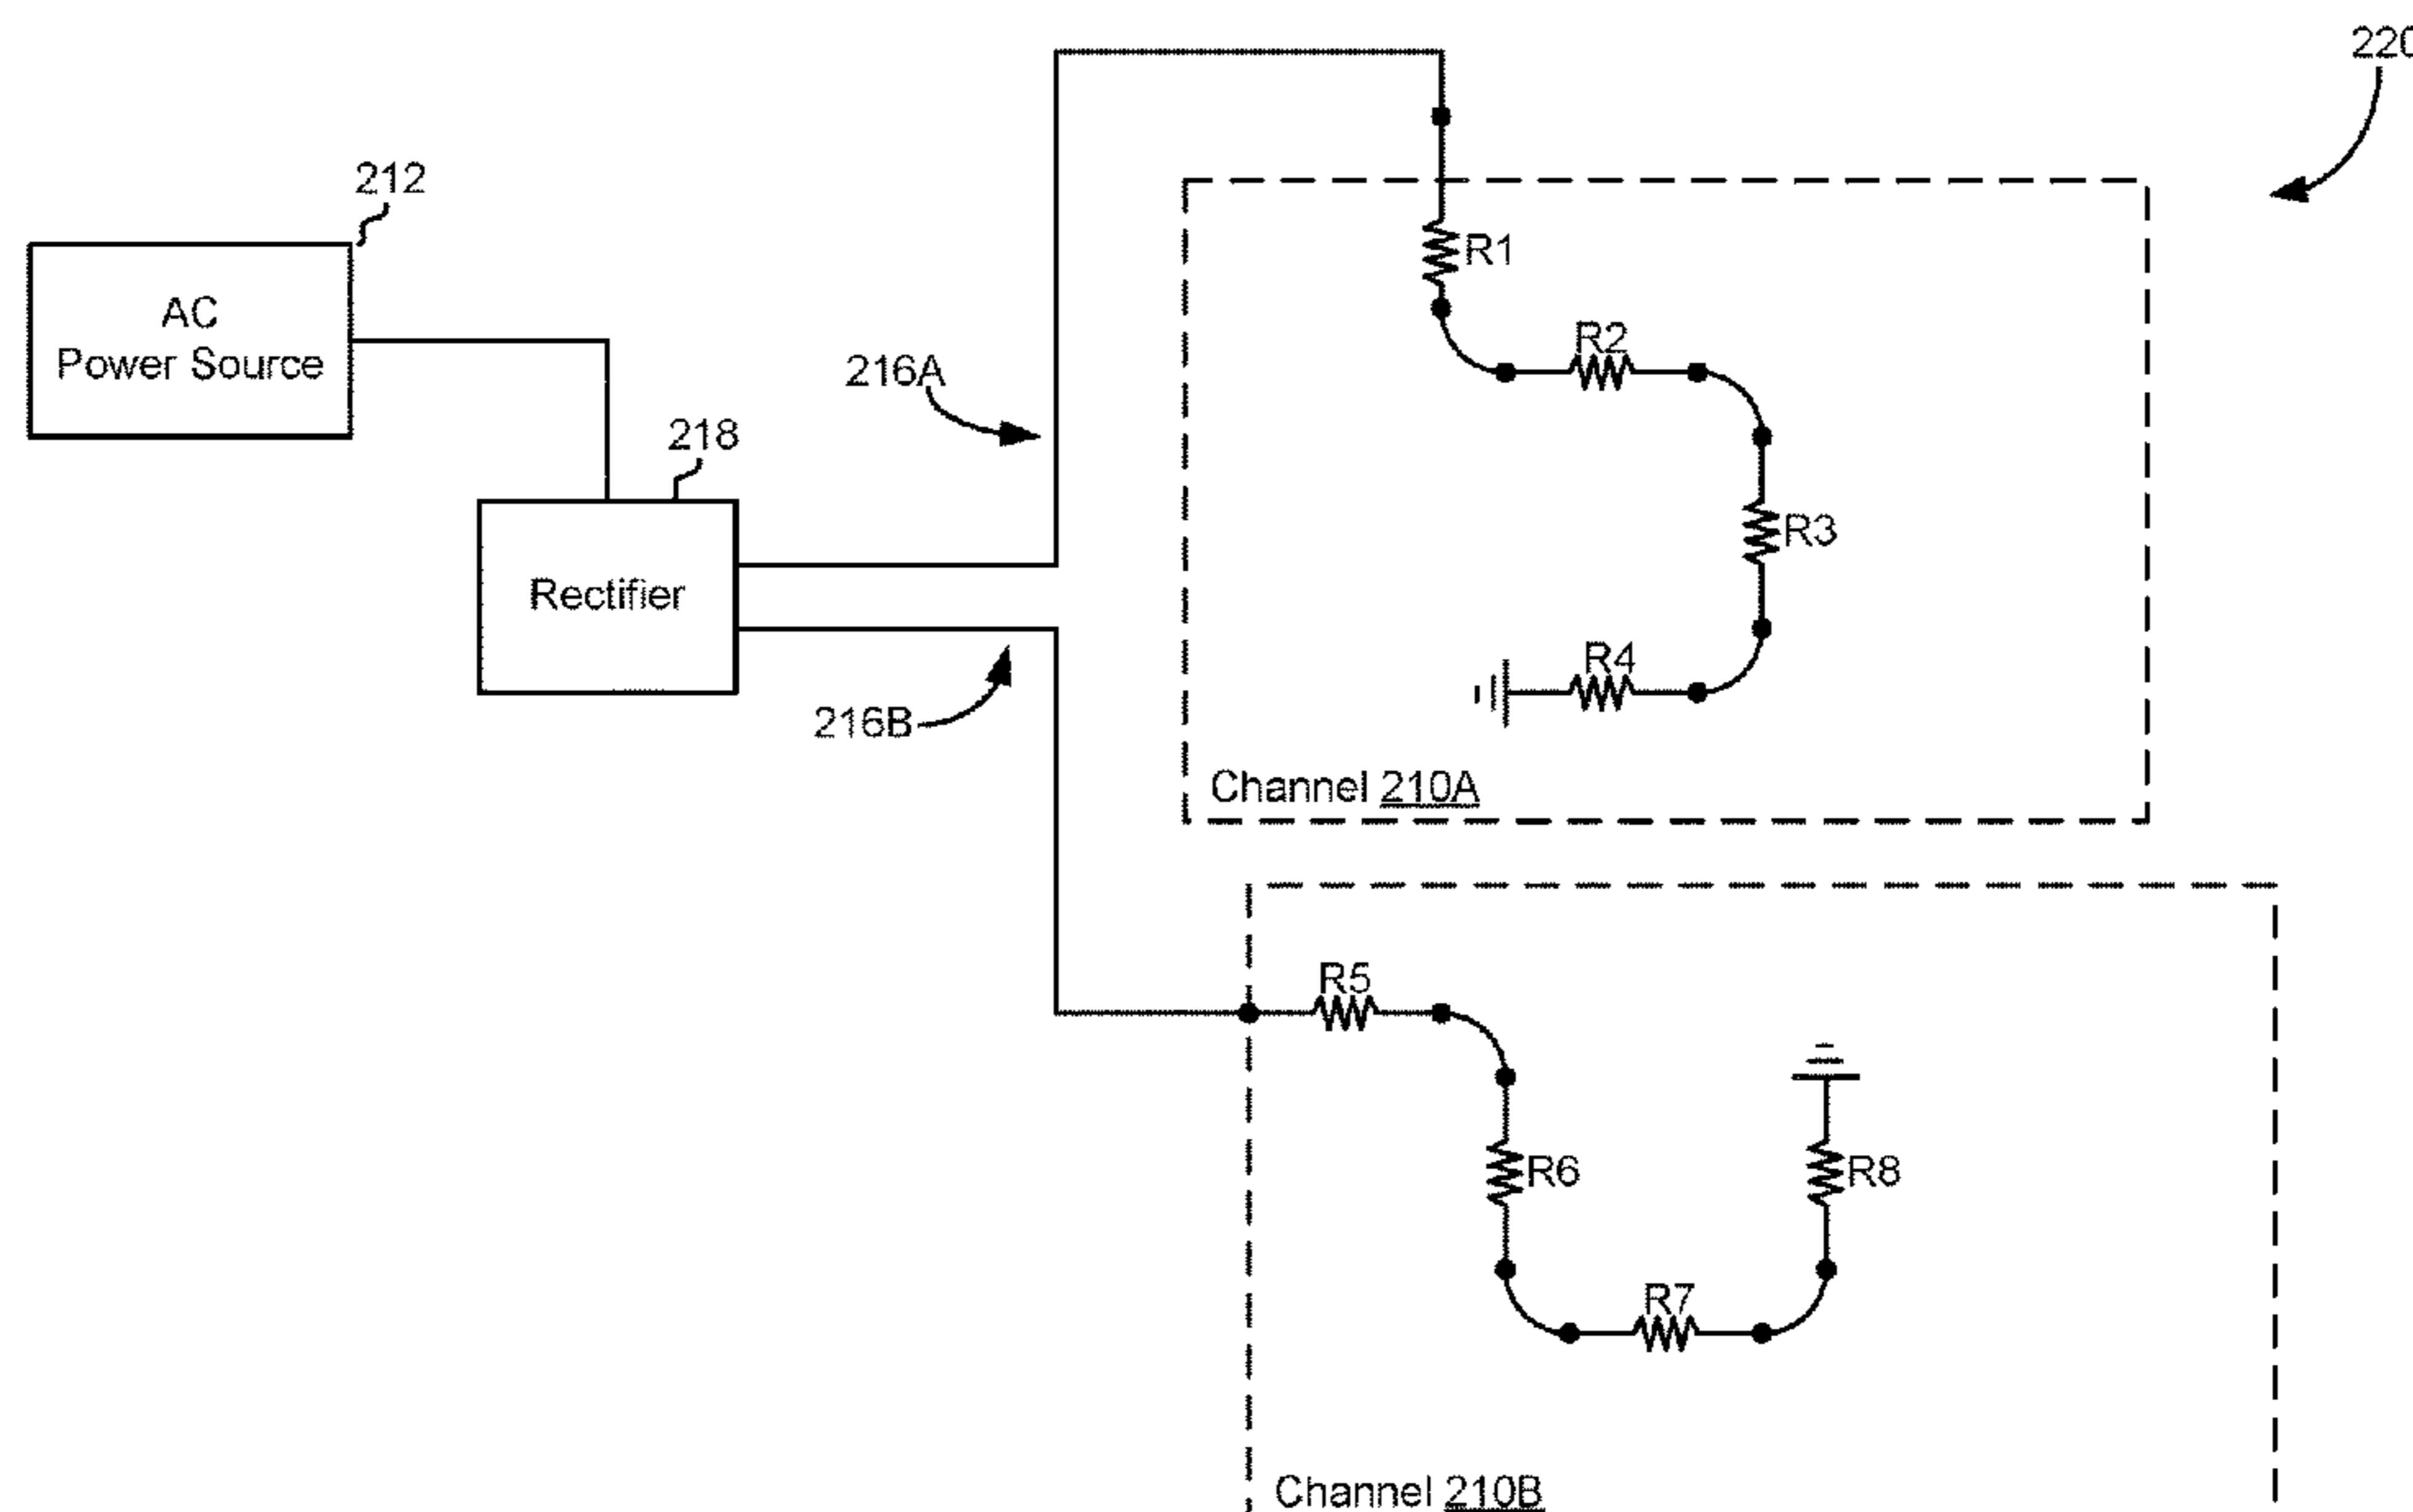 220
212
AC
Power Source
218
Rectifier
216A
216B
R1
R2
R3
R4
Channel 210A
R5
R6
R7
R8
Channel 210B